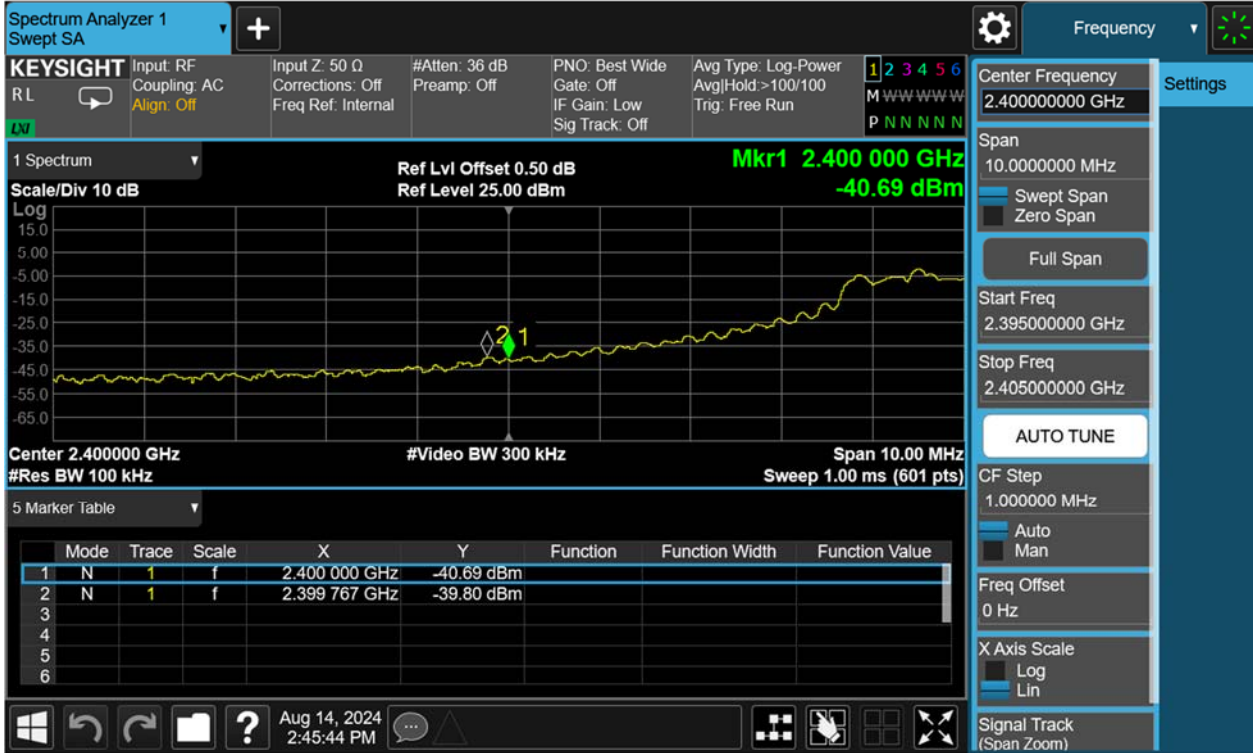 Spectrum Analyzer 1
Swept SA
Frequency
KEYSIGHT
RL
LXI
Input: RF
Coupling: AC
Align: Off
Input Z: 50 Ω
Corrections: Off
Freq Ref: Internal
#Atten: 36 dB
Preamp: Off
PNO: Best Wide
Gate: Off
IF Gain: Low
Sig Track: Off
Avg Type: Log-Power
Avg|Hold:>100/100
Trig: Free Run
1 2 3 4 5 6
M W W W W W
P N N N N N
1 Spectrum
Scale/Div 10 dB
Ref Lvl Offset 0.50 dB
Ref Level 25.00 dBm
Mkr1 2.400 000 GHz
-40.69 dBm
Log
15.0
5.00
-5.00
-15.0
-25.0
-35.0
-45.0
-55.0
-65.0
2 1
Center 2.400000 GHz
#Res BW 100 kHz
#Video BW 300 kHz
Span 10.00 MHz
Sweep 1.00 ms (601 pts)
5 Marker Table
Mode Trace Scale X Y Function Function Width Function Value
1 N 1 f 2.400 000 GHz -40.69 dBm
2 N 1 f 2.399 767 GHz -39.80 dBm
3
4
5
6
?
Aug 14, 2024
2:45:44 PM
Center Frequency
2.400000000 GHz
Span
10.0000000 MHz
Swept Span
Zero Span
Full Span
Start Freq
2.395000000 GHz
Stop Freq
2.405000000 GHz
AUTO TUNE
CF Step
1.000000 MHz
Auto
Man
Freq Offset
0 Hz
X Axis Scale
Log
Lin
Signal Track
(Span Zoom)
Settings